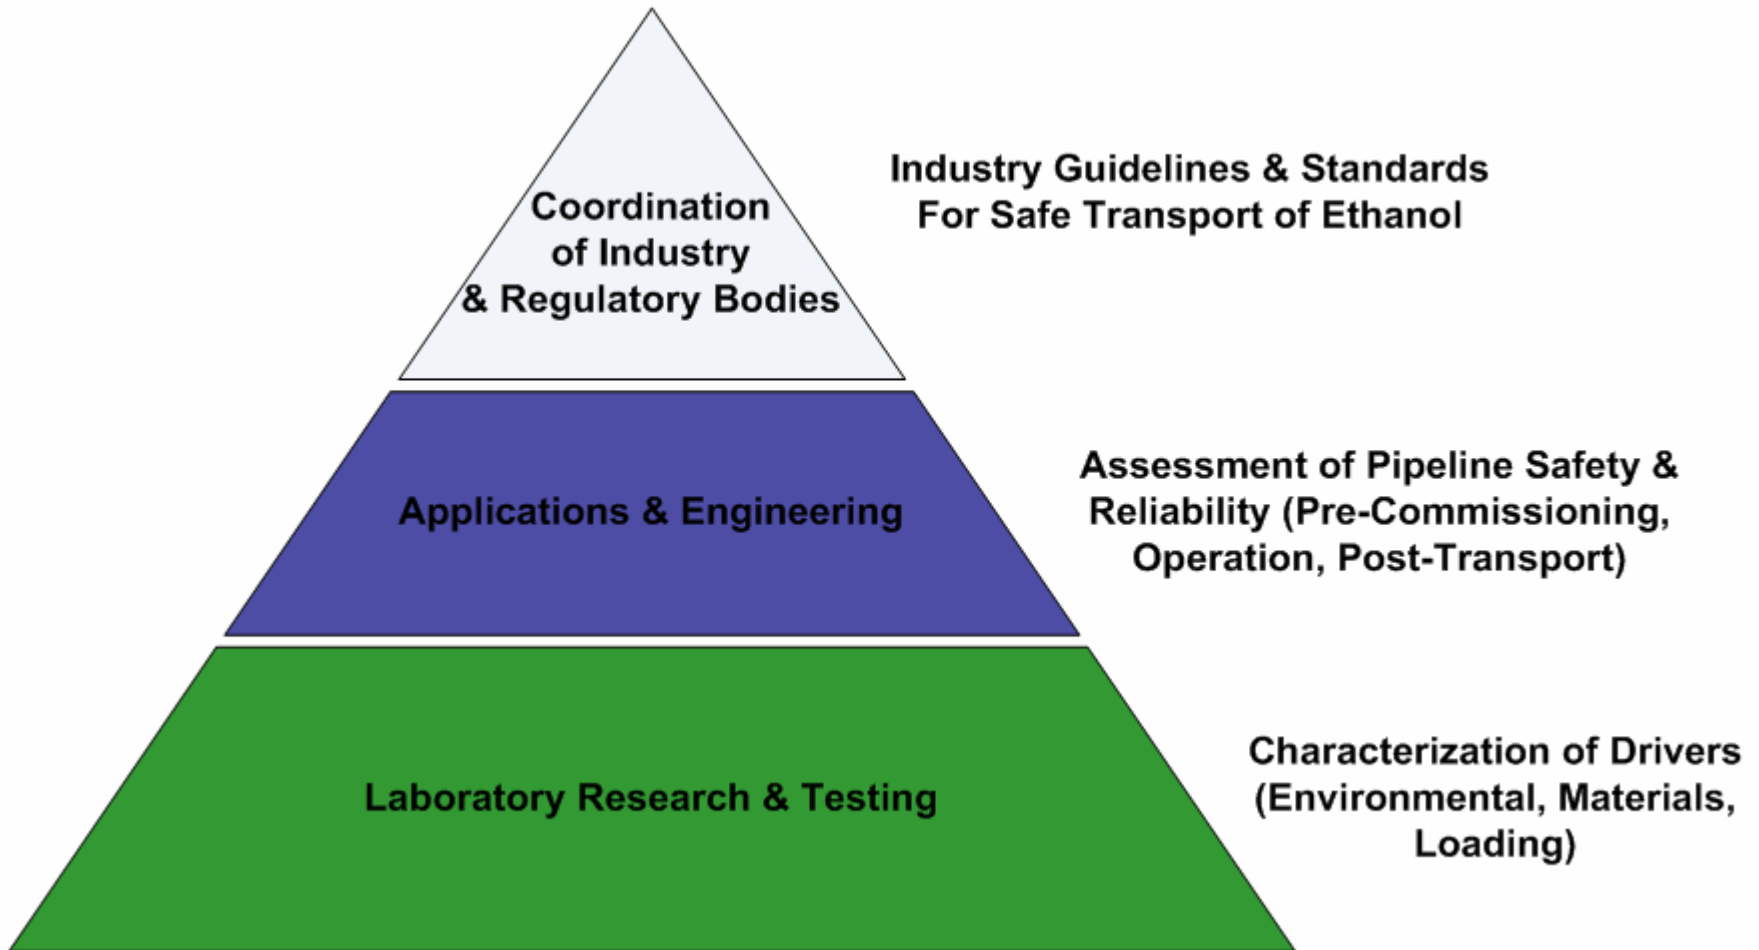 Coordination
of Industry
& Regulatory Bodies
Industry Guidelines & Standards
For Safe Transport of Ethanol
Applications & Engineering
Assessment of Pipeline Safety &
Reliability (Pre-Commissioning,
Operation, Post-Transport)
Laboratory Research & Testing
Characterization of Drivers
(Environmental, Materials,
Loading)